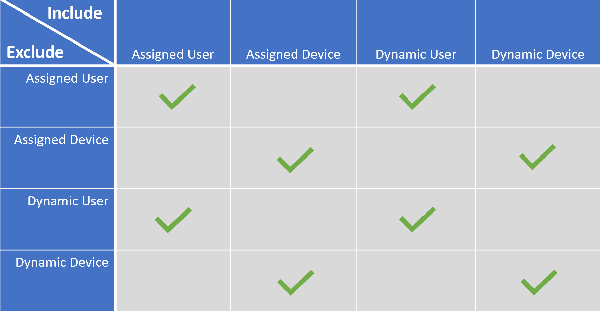 Include
Exclude
Assigned User
Assigned Device
Dynamic User
Dynamic Device
Assigned User
Assigned Device
Dynamic User
Dynamic Device